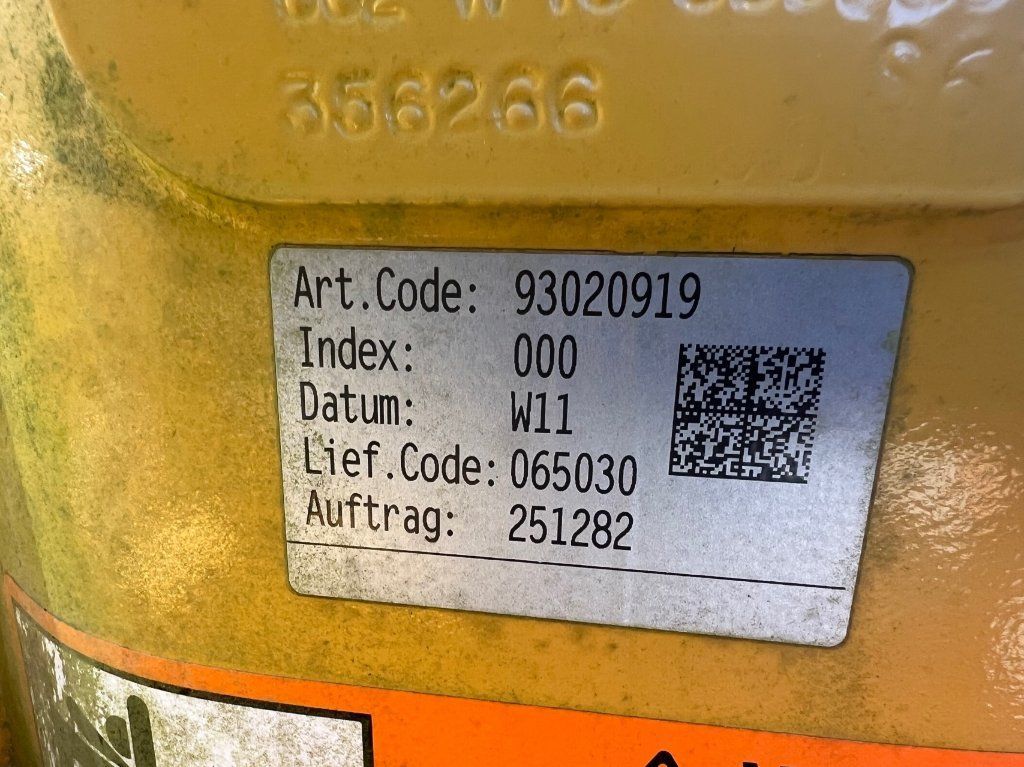 356266
Art.Code: 93020919
Index: 000
Datum: W11
Lief.Code: 065030
Auftrag: 251282